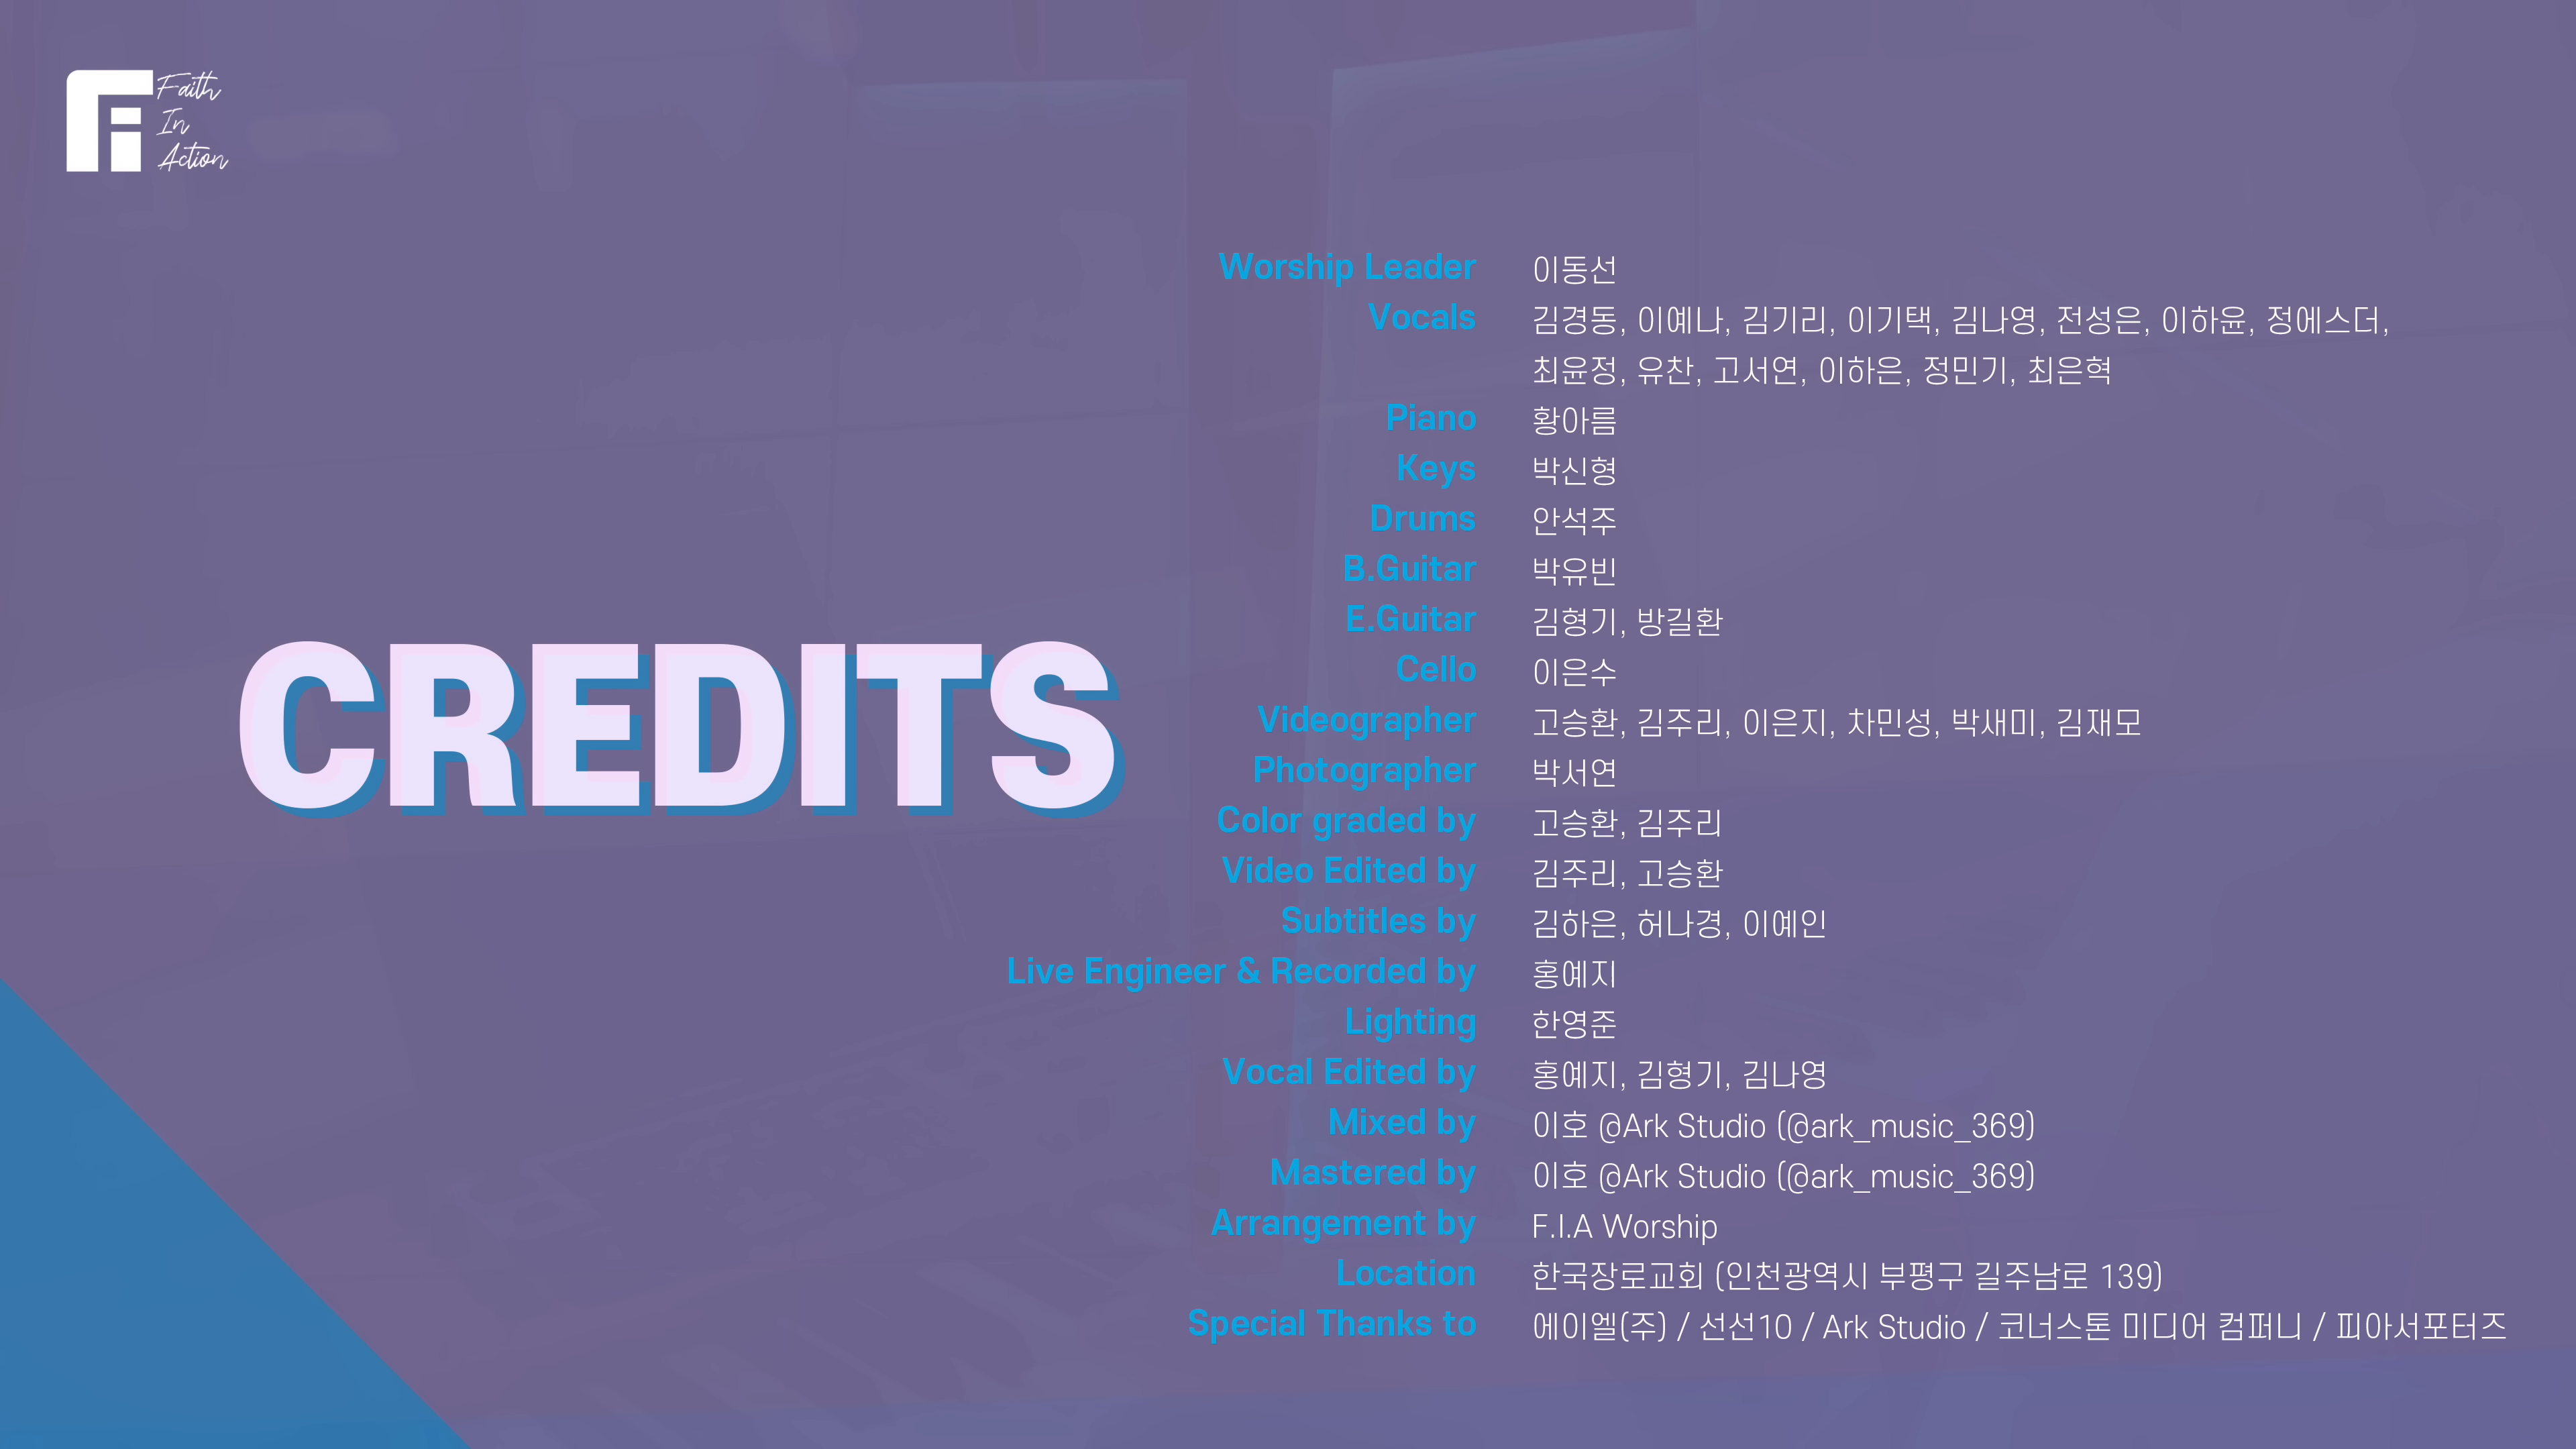 Faith
In
Action
CREDITS
Worship Leader 이동선
Vocals 김경동, 이예나, 김기리, 이기택, 김나영, 전성은, 이하윤, 정에스더,
최윤정, 유찬, 고서연, 이하은, 정민기, 최은혁
Piano 황아름
Keys 박신형
Drums 안석주
B.Guitar 박유빈
E.Guitar 김형기, 방길환
Cello 이은수
Videographer 고승환, 김주리, 이은지, 차민성, 박새미, 김재모
Photographer 박서연
Color graded by 고승환, 김주리
Video Edited by 김주리, 고승환
Subtitles by 김하은, 허나경, 이예인
Live Engineer & Recorded by 홍예지
Lighting 한영준
Vocal Edited by 홍예지, 김형기, 김나영
Mixed by 이호 @Ark Studio (@ark_music_369)
Mastered by 이호 @Ark Studio (@ark_music_369)
Arrangement by F.I.A Worship
Location 한국장로교회 (인천광역시 부평구 길주남로 139)
Special Thanks to 에이엘(주) / 선선10 / Ark Studio / 코너스톤 미디어 컴퍼니 / 피아서포터즈